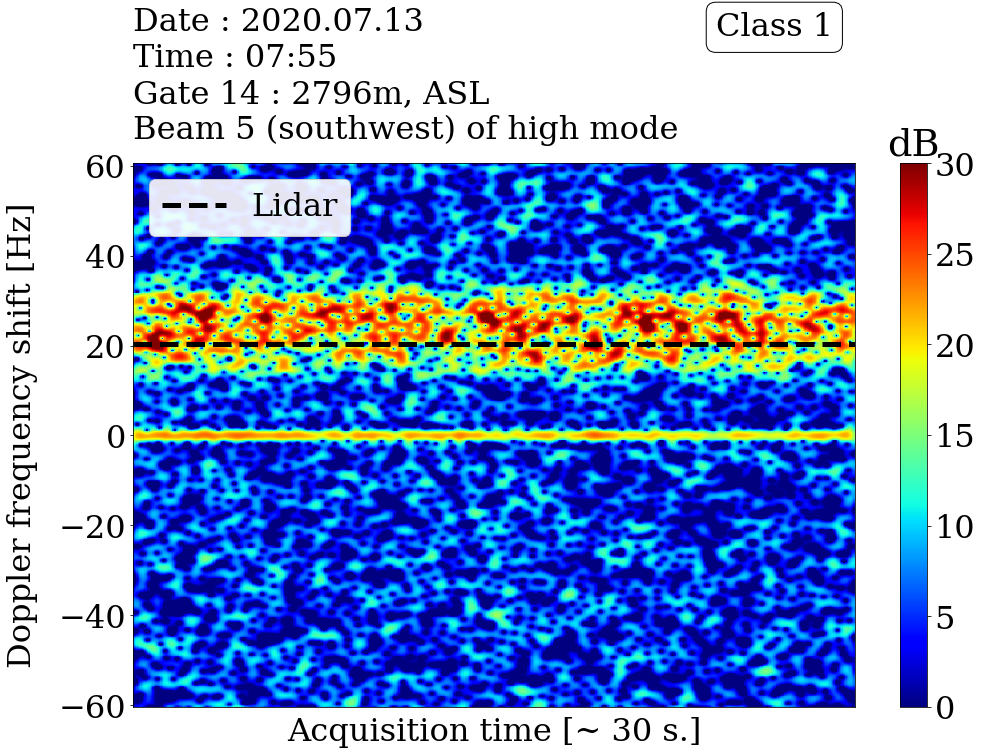 Date : 2020.07.13
Class 1
Time : 07:55
Gate 14 : 2796m, ASL
Beam 5 (southwest) of high mode
dB
60
40
20
0
−20
−40
−60
Lidar
30
25
20
15
10
5
0
Doppler frequency shift [Hz]
Acquisition time [~ 30 s.]